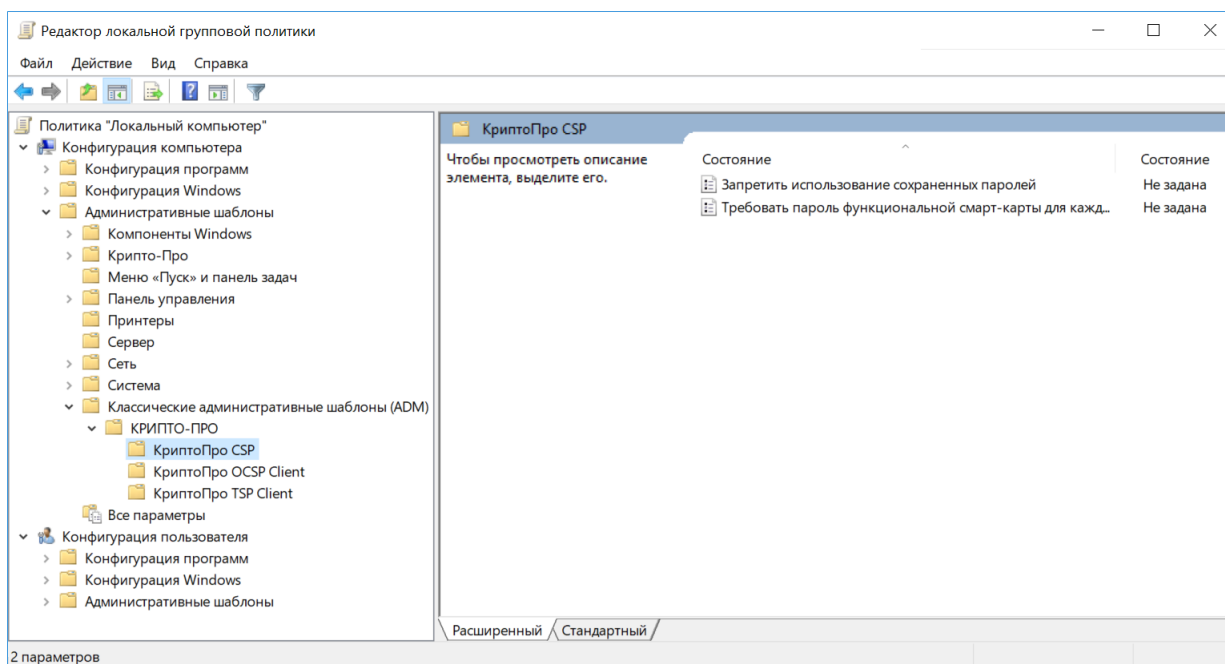 Редактор локальной групповой политики
Файл Действие Вид Справка
Политика "Локальный компьютер"
Конфигурация компьютера
Конфигурация программ
Конфигурация Windows
Административные шаблоны
Компоненты Windows
Крипто-Про
Меню «Пуск» и панель задач
Панель управления
Принтеры
Сервер
Сеть
Система
Классические административные шаблоны (ADM)
КРИПТО-ПРО
КриптоПро CSP
КриптоПро OCSP Client
КриптоПро TSP Client
Все параметры
Конфигурация пользователя
Конфигурация программ
Конфигурация Windows
Административные шаблоны
КриптоПро CSP
Чтобы просмотреть описание
элемента, выделите его.
Состояние Состояние
Запретить использование сохраненных паролей Не задана
Требовать пароль функциональной смарт-карты для кажд... Не задана
Расширенный Стандартный
2 параметров